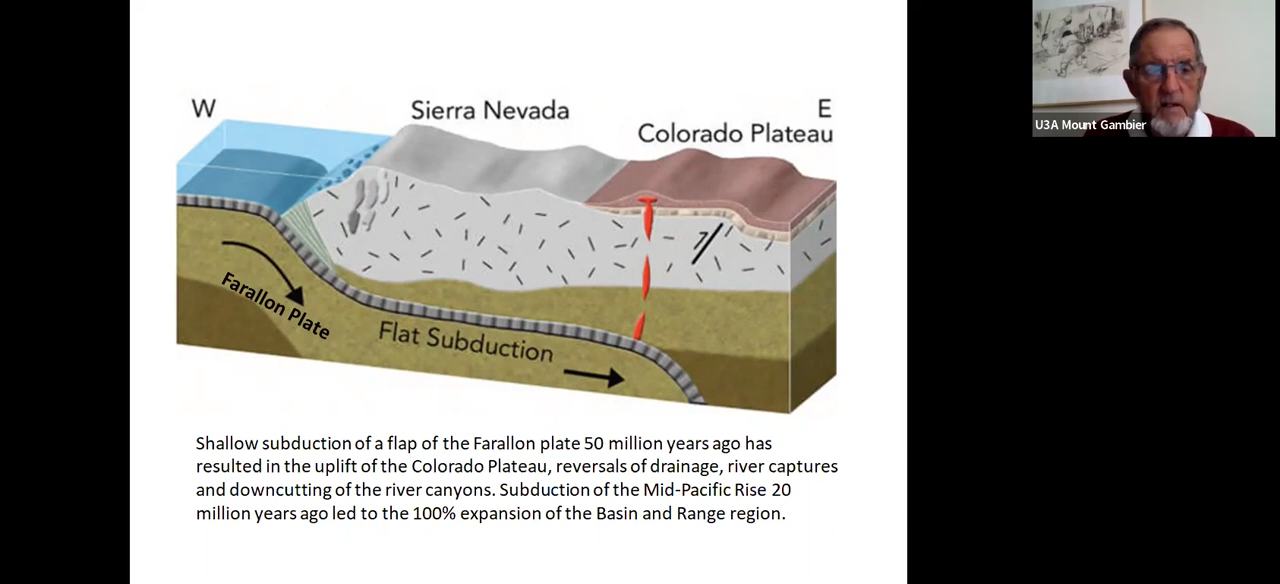 W
Sierra Nevada
E
Colorado Plateau
Farallon Plate
Flat Subduction
Shallow subduction of a flap of the Farallon plate 50 million years ago has
resulted in the uplift of the Colorado Plateau, reversals of drainage, river captures
and downcutting of the river canyons. Subduction of the Mid-Pacific Rise 20
million years ago led to the 100% expansion of the Basin and Range region.
U3A Mount Gambier